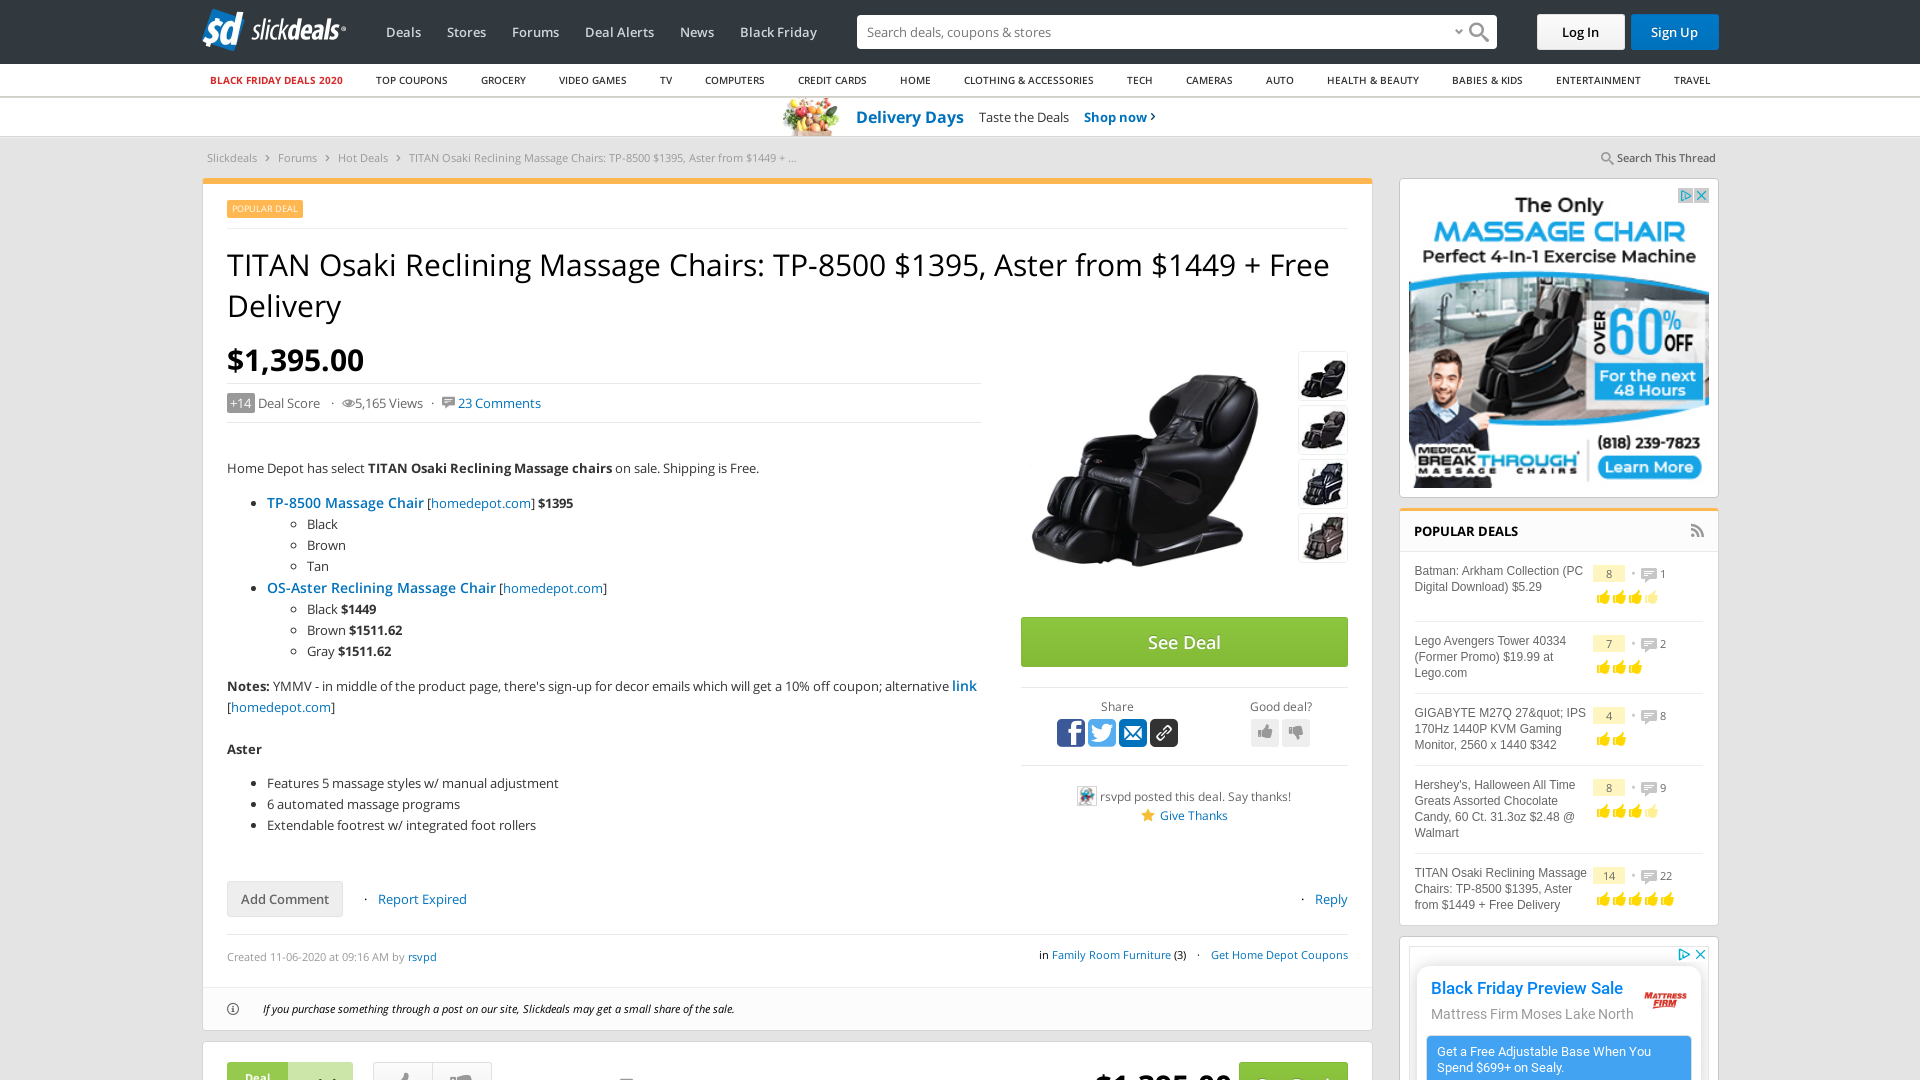 slickdeals
Deals
Stores
Forums
Deal Alerts
News
Black Friday
Search deals, coupons & stores
Log In
Sign Up
BLACK FRIDAY DEALS 2020
TOP COUPONS
GROCERY
VIDEO GAMES
TV
COMPUTERS
CREDIT CARDS
HOME
CLOTHING & ACCESSORIES
TECH
CAMERAS
AUTO
HEALTH & BEAUTY
BABIES & KIDS
ENTERTAINMENT
TRAVEL
Delivery Days Taste the Deals Shop now ›
Slickdeals › Forums › Hot Deals › TITAN Osaki Reclining Massage Chairs: TP-8500 $1395, Aster from $1449 + ...
Search This Thread
POPULAR DEAL
TITAN Osaki Reclining Massage Chairs: TP-8500 $1395, Aster from $1449 + Free
Delivery
$1,395.00
+14 Deal Score · 5,165 Views · 23 Comments
Home Depot has select TITAN Osaki Reclining Massage chairs on sale. Shipping is Free.
• TP-8500 Massage Chair [homedepot.com] $1395
◦ Black
◦ Brown
◦ Tan
• OS-Aster Reclining Massage Chair [homedepot.com]
◦ Black $1449
◦ Brown $1511.62
◦ Gray $1511.62
Notes: YMMV - in middle of the product page, there's sign-up for decor emails which will get a 10% off coupon; alternative link
[homedepot.com]
Aster
• Features 5 massage styles w/ manual adjustment
• 6 automated massage programs
• Extendable footrest w/ integrated foot rollers
See Deal
Share
Good deal?
rsvpd posted this deal. Say thanks!
Give Thanks
Add Comment · Report Expired
· Reply
Created 11-06-2020 at 09:16 AM by rsvpd
in Family Room Furniture (3) · Get Home Depot Coupons
If you purchase something through a post on our site, Slickdeals may get a small share of the sale.
Deal
$1,395.00
See Deal
The Only
MASSAGE CHAIR
Perfect 4-In-1 Exercise Machine
OVER 60% OFF
For the next
48 Hours
(818) 239-7823
MEDICAL
BREAKTHROUGH
MASSAGE CHAIRS
Learn More
POPULAR DEALS
Batman: Arkham Collection (PC
Digital Download) $5.29
8 · 1
Lego Avengers Tower 40334
(Former Promo) $19.99 at
Lego.com
7 · 2
GIGABYTE M27Q 27&quot; IPS
170Hz 1440P KVM Gaming
Monitor, 2560 x 1440 $342
4 · 8
Hershey's, Halloween All Time
Greats Assorted Chocolate
Candy, 60 Ct. 31.3oz $2.48 @
Walmart
8 · 9
TITAN Osaki Reclining Massage
Chairs: TP-8500 $1395, Aster
from $1449 + Free Delivery
14 · 22
Black Friday Preview Sale
Mattress Firm Moses Lake North
MATTRESS
FIRM
Get a Free Adjustable Base When You
Spend $699+ on Sealy.